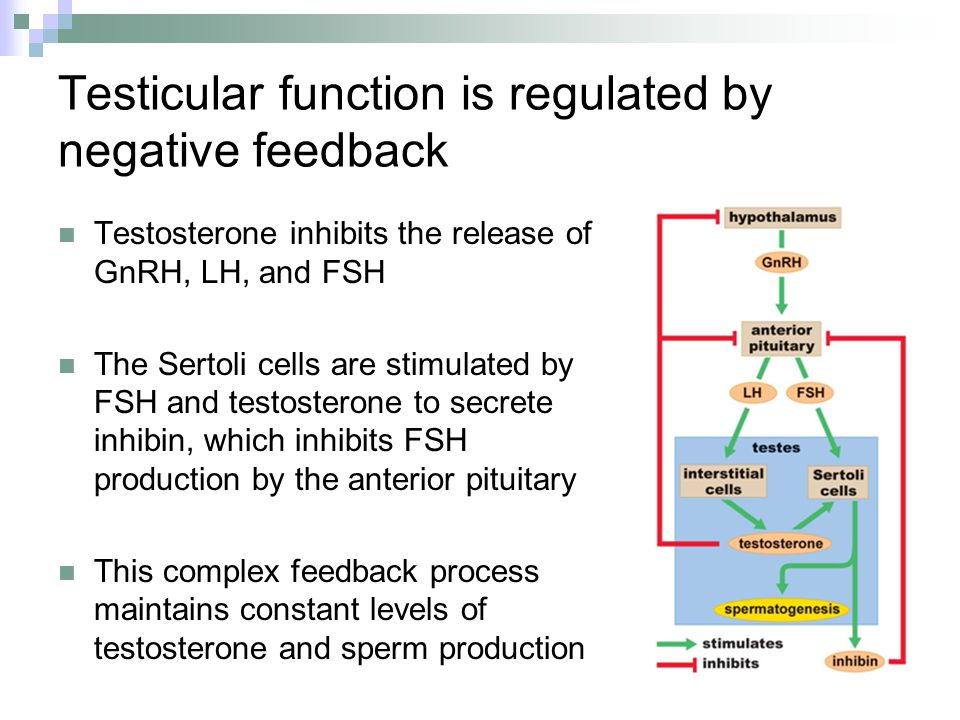 Testicular function is regulated by
negative feedback
Testosterone inhibits the release of
GnRH, LH, and FSH
The Sertoli cells are stimulated by
FSH and testosterone to secrete
inhibin, which inhibits FSH
production by the anterior pituitary
This complex feedback process
maintains constant levels of
testosterone and sperm production
hypothalamus
GnRH
anterior
pituitary
LH
FSH
testes
interstitial
cells
Sertoli
cells
testosterone
spermatogenesis
stimulates
inhibits
inhibin